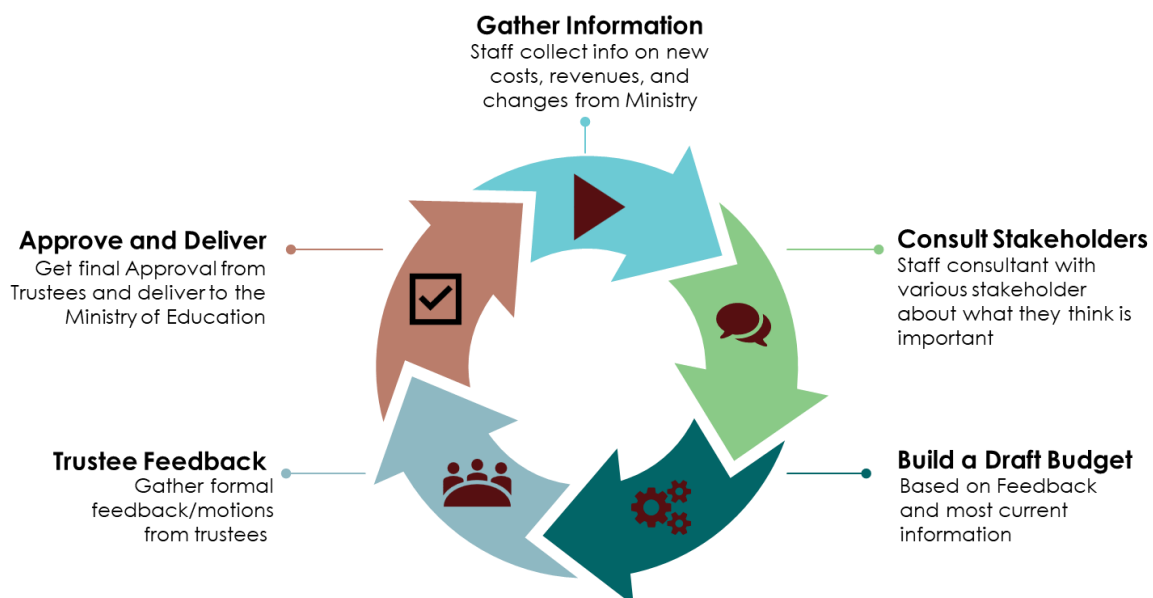 Gather Information
Staff collect info on new
costs, revenues, and
changes from Ministry
Consult Stakeholders
Staff consultant with
various stakeholder
about what they think is
important
Build a Draft Budget
Based on Feedback
and most current
information
Trustee Feedback
Gather formal
feedback/motions
from trustees
Approve and Deliver
Get final Approval from
Trustees and deliver to the
Ministry of Education